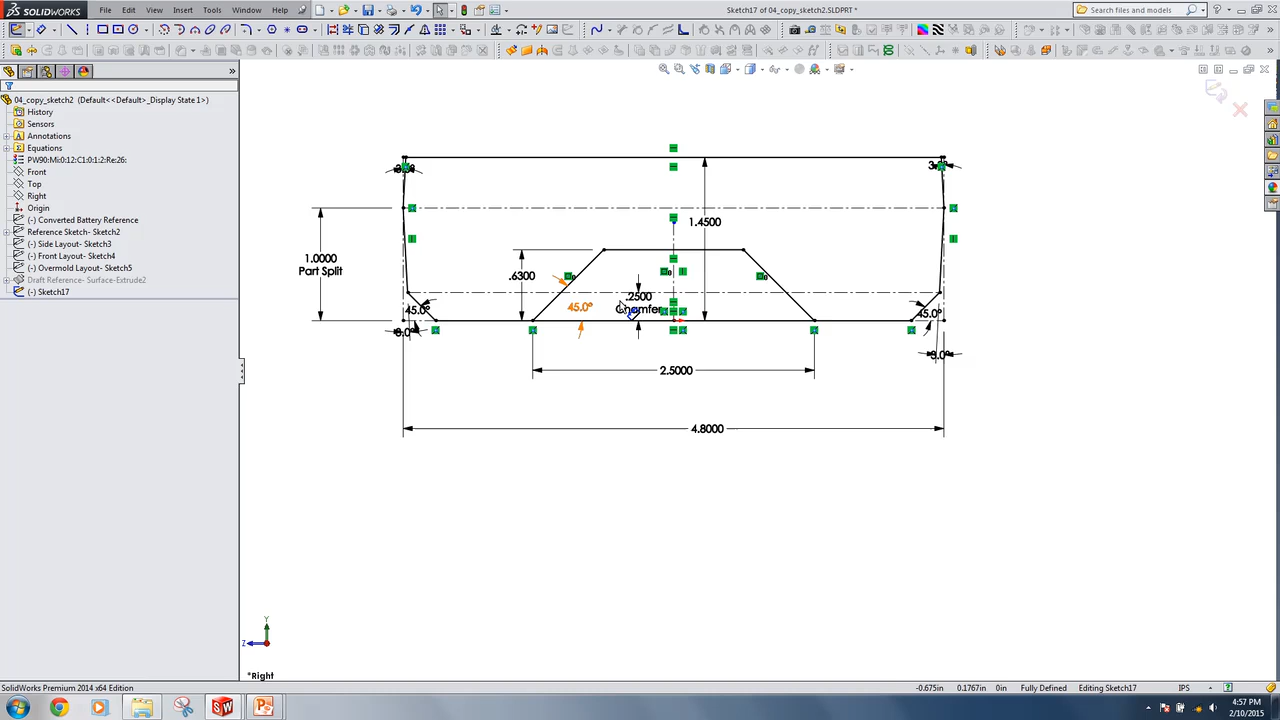 SOLIDWORKS
File Edit View Insert Tools Window Help
Sketch17 of 04_copy_sketch2.SLDPRT *
Search files and models
04_copy_sketch2 (Default<<Default>_Display State 1>)
History
Sensors
Annotations
Equations
PW90:Mi:0:12:C1:0:1:2:Re:26:
Front
Top
Right
Origin
(-) Converted Battery Reference
Reference Sketch- Sketch2
(-) Side Layout- Sketch3
(-) Front Layout- Sketch4
(-) Overmold Layout- Sketch5
Draft Reference- Surface-Extrude2
(-) Sketch17
1.4500
1.0000
Part Split
.6300
.2500
Chamfer
45.0°
45.0°
45.0°
2.5000
4.8000
Y
Z
*Right
SolidWorks Premium 2014 x64 Edition
-0.675in 0.1767in 0in Fully Defined Editing Sketch17 IPS
4:57 PM
2/10/2015